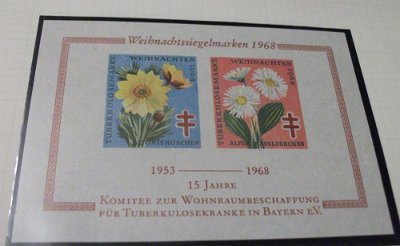 Weihnachtssiegelmarken 1968
TUBERKULOSEMARKE
WEIHNACHTEN
1968
TUBERKULOSEMARKE
WEIHNACHTEN
1968
1953 — 1968
15 JAHRE
KOMITEE ZUR WOHNRAUMBESCHAFFUNG
FÜR TUBERKULOSEKRANKE IN BAYERN E.V.